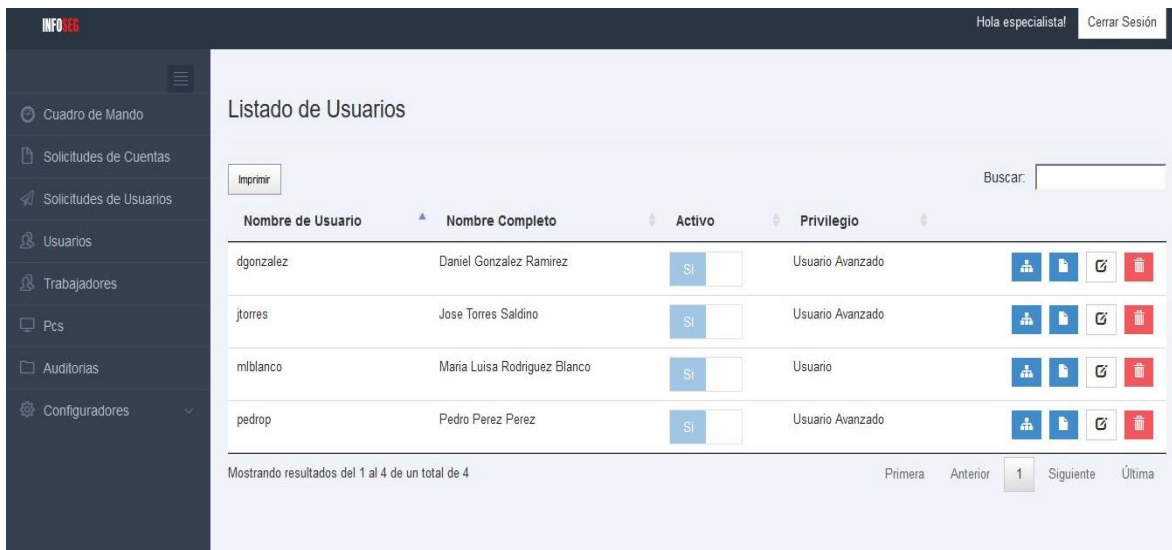 INFOSEG
Hola especialista! Cerrar Sesión
Cuadro de Mando
Solicitudes de Cuentas
Solicitudes de Usuarios
Usuarios
Trabajadores
Pcs
Auditorias
Configuradores
Listado de Usuarios
Imprimir
Buscar:
Nombre de Usuario Nombre Completo Activo Privilegio
dgonzalez Daniel Gonzalez Ramirez Si Usuario Avanzado
jtorres Jose Torres Saldino Si Usuario Avanzado
mlblanco Maria Luisa Rodriguez Blanco Si Usuario
pedrop Pedro Perez Perez Si Usuario Avanzado
Mostrando resultados del 1 al 4 de un total de 4
Primera Anterior 1 Siguiente Última